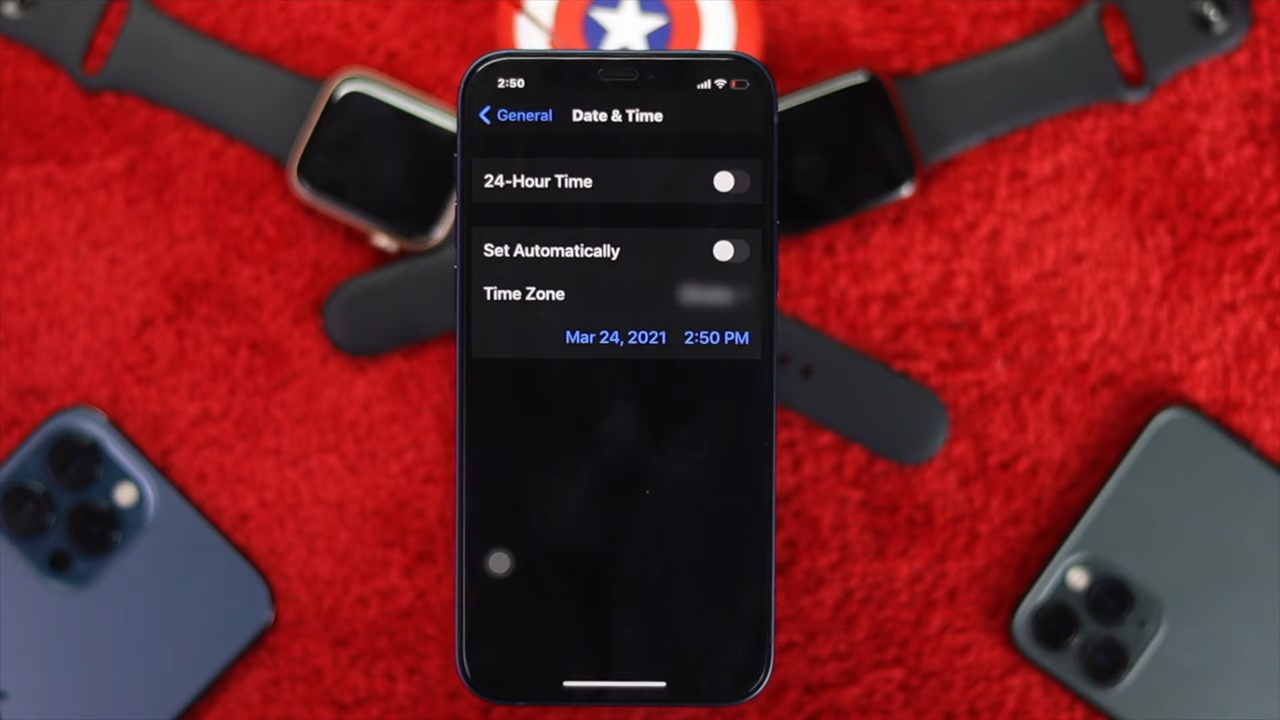 2:50
General Date & Time
24-Hour Time
Set Automatically
Time Zone
Mar 24, 2021 2:50 PM